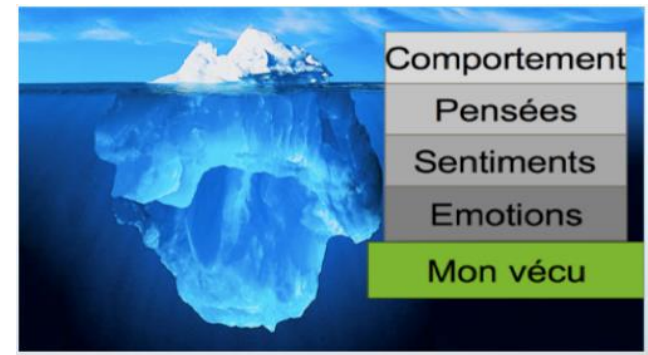 Comportement
Pensées
Sentiments
Emotions
Mon vécu